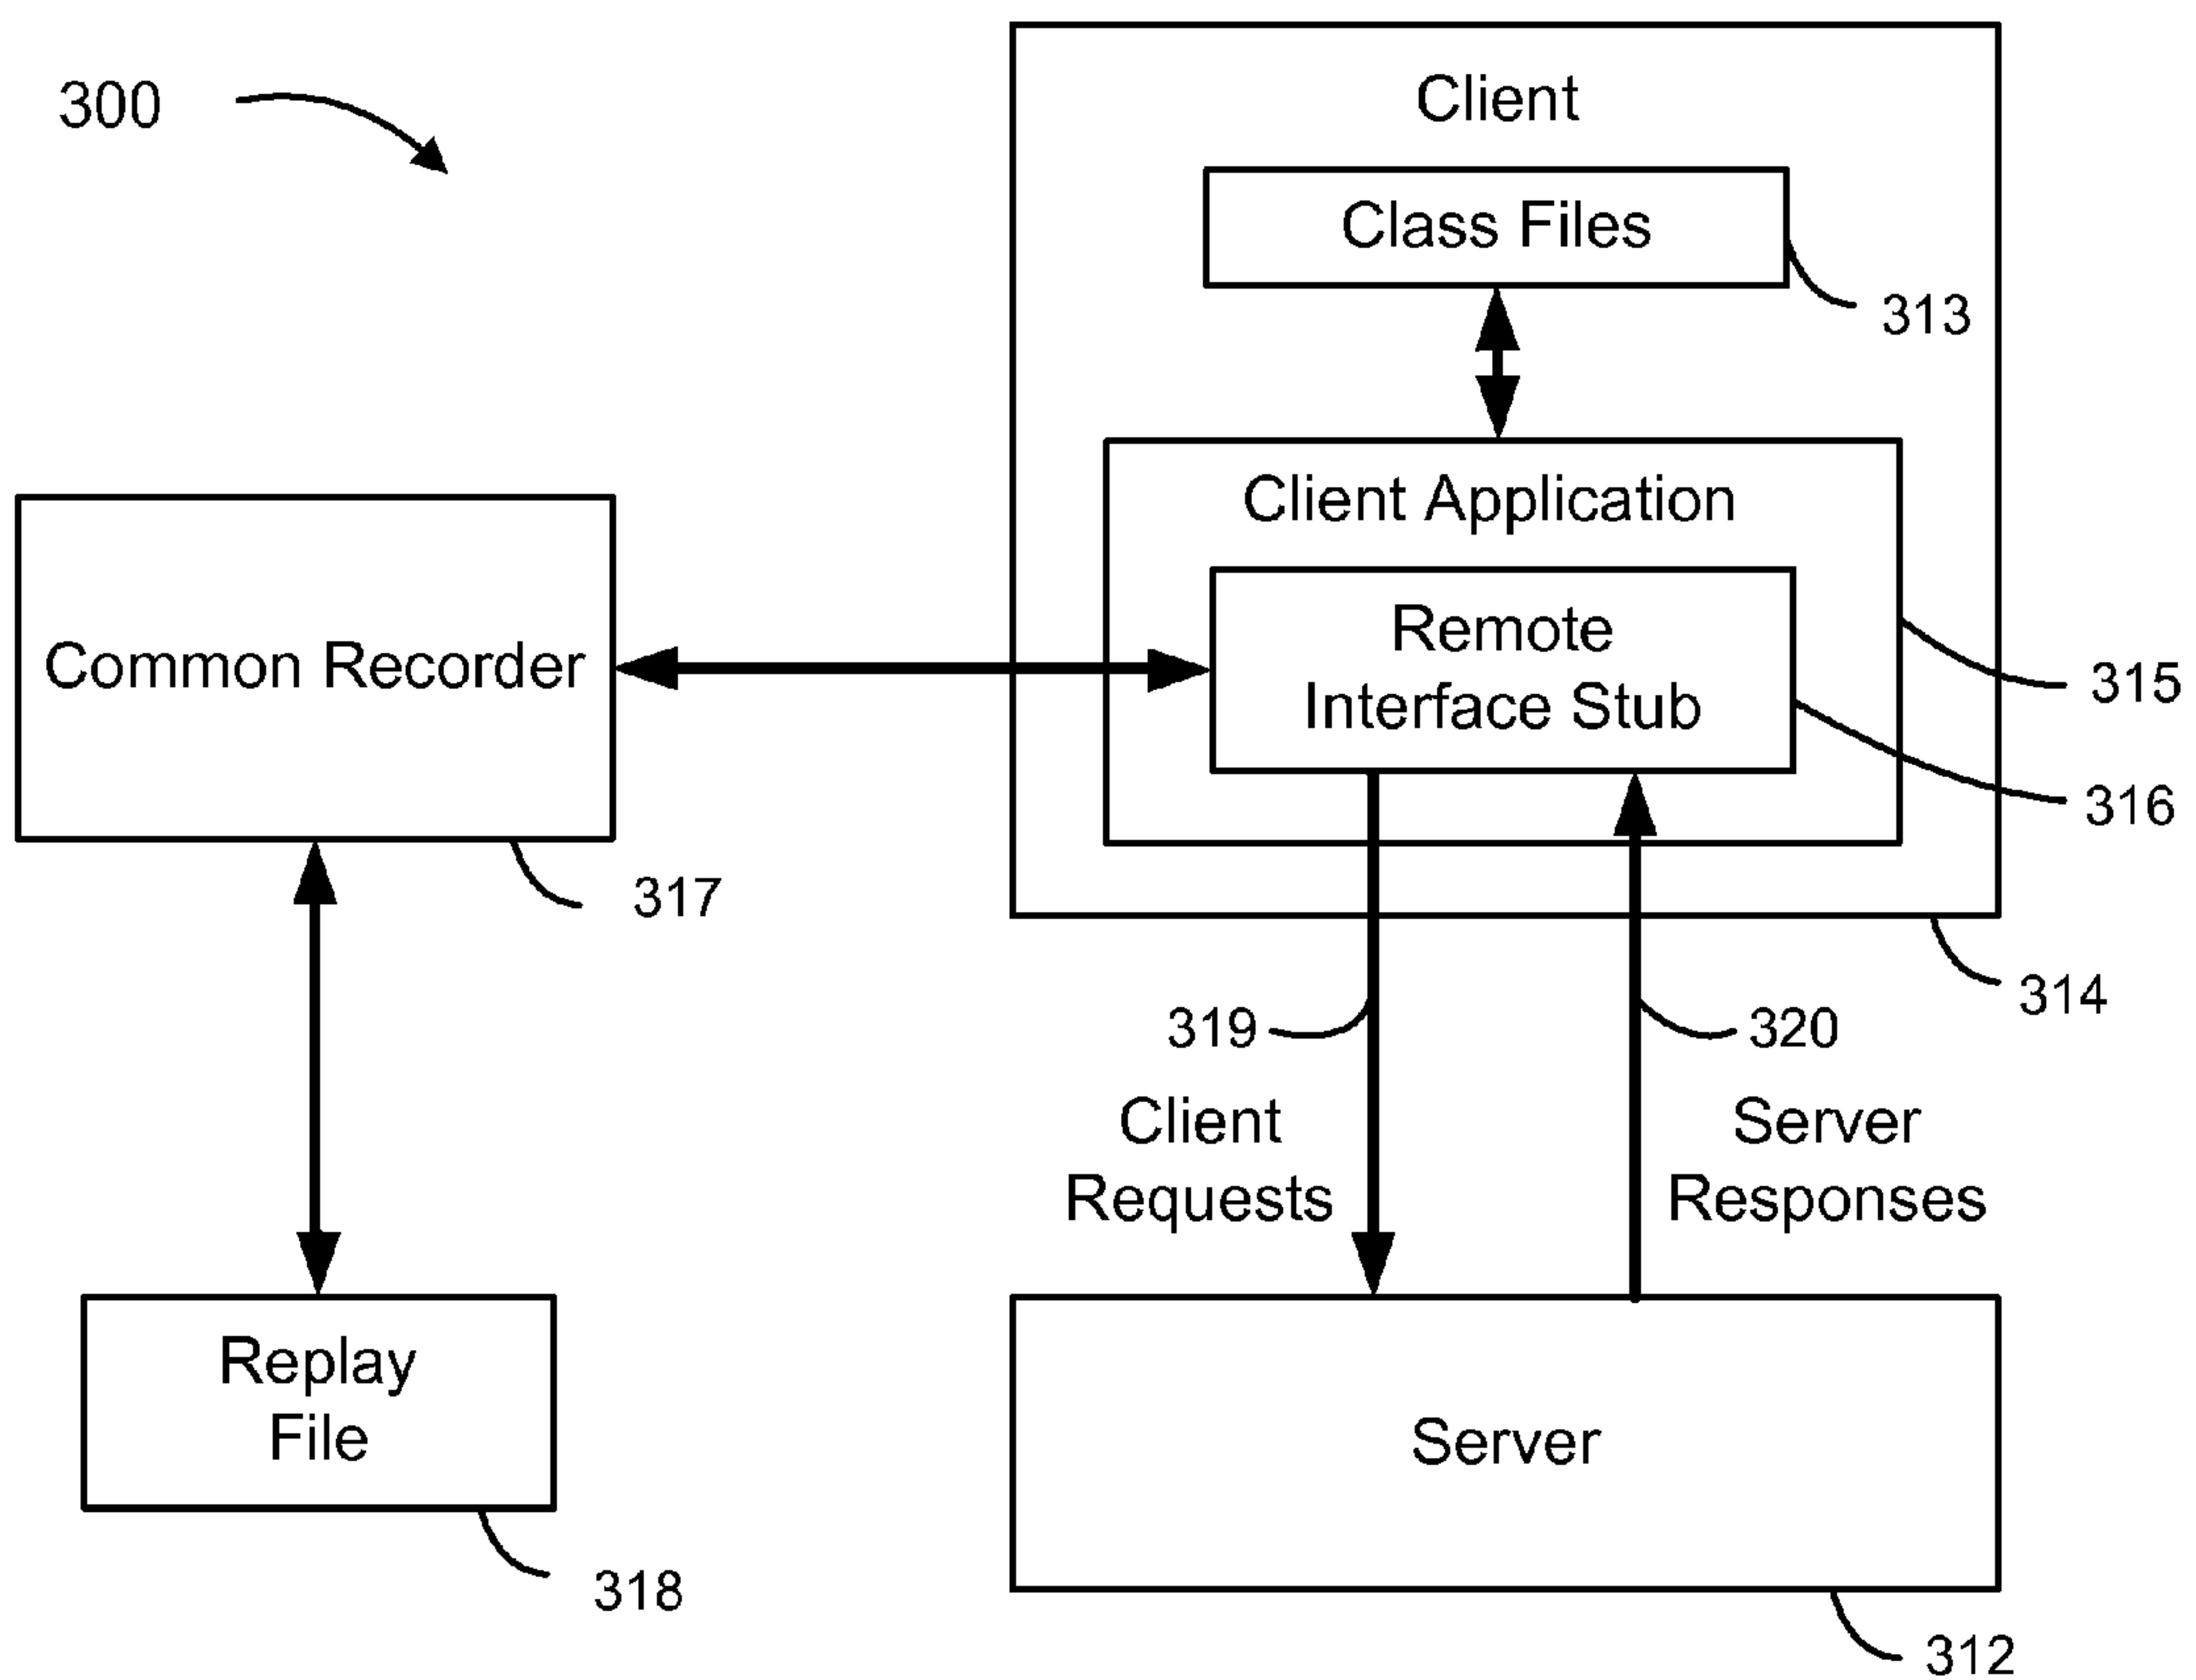 300
Client
Class Files
313
Client Application
Remote
Interface Stub
315
316
Common Recorder
317
314
319
320
Client
Requests
Server
Responses
Replay
File
318
Server
312